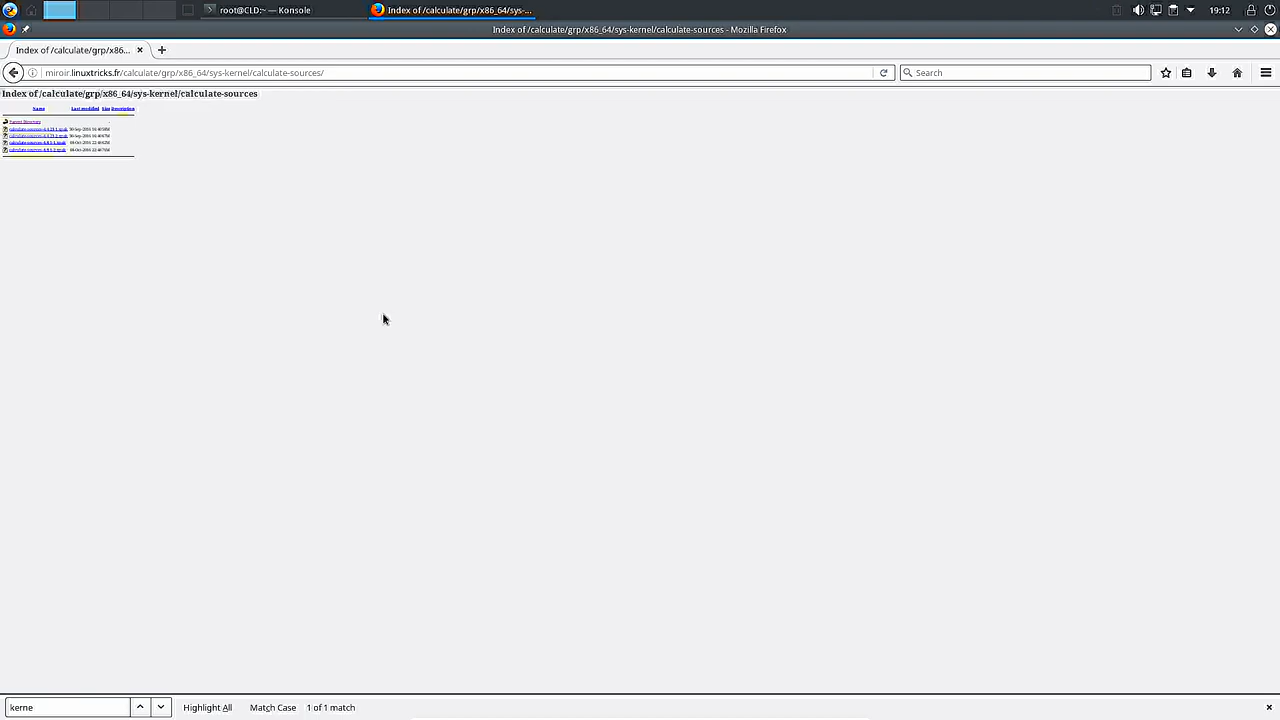 root@CLD:~ — Konsole
Index of /calculate/grp/x86_64/sys-...
19:12
Index of /calculate/grp/x86_64/sys-kernel/calculate-sources - Mozilla Firefox
Index of /calculate/grp/x86...
miroir.linuxtricks.fr/calculate/grp/x86_64/sys-kernel/calculate-sources/
Search
Index of /calculate/grp/x86_64/sys-kernel/calculate-sources
Name Last modified Size Description
Parent Directory -
kerne
Highlight All
Match Case
1 of 1 match